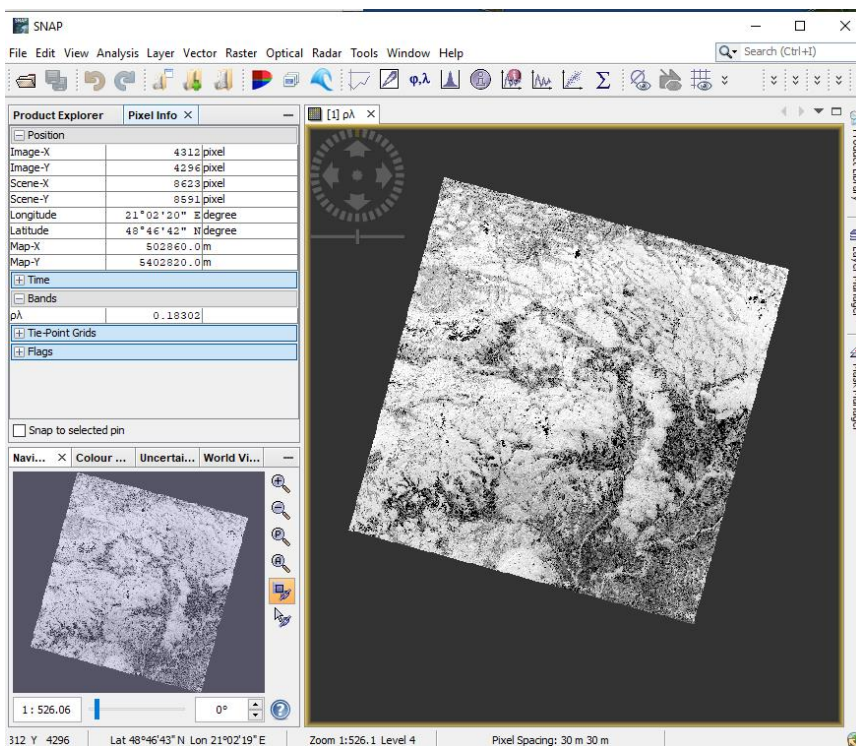 SNAP
File Edit View Analysis Layer Vector Raster Optical Radar Tools Window Help
Search (Ctrl+I)
φ,λ
Σ
Product Explorer Pixel Info
[1] ρλ
Position
Image-X 4312 pixel
Image-Y 4296 pixel
Scene-X 8623 pixel
Scene-Y 8591 pixel
Longitude 21°02'20" E degree
Latitude 48°46'42" N degree
Map-X 502860.0 m
Map-Y 5402820.0 m
Time
Bands
ρλ 0.18302
Tie-Point Grids
Flags
Snap to selected pin
Navi... Colour ... Uncertai... World Vi...
1 : 526.06
0°
312 Y 4296 Lat 48°46'43" N Lon 21°02'19" E Zoom 1:526.1 Level 4 Pixel Spacing: 30 m 30 m
Product Library
Layer Manager